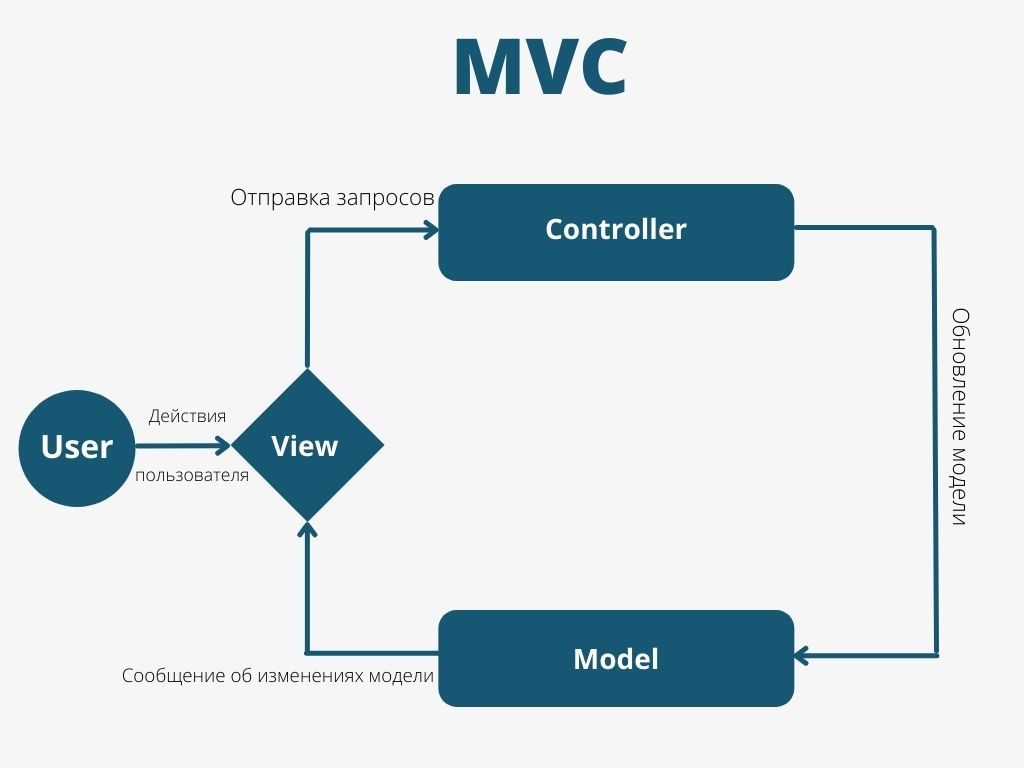 MVC
Отправка запросов
Controller
Обновление модели
Действия
User
View
пользователя
Model
Сообщение об изменениях модели